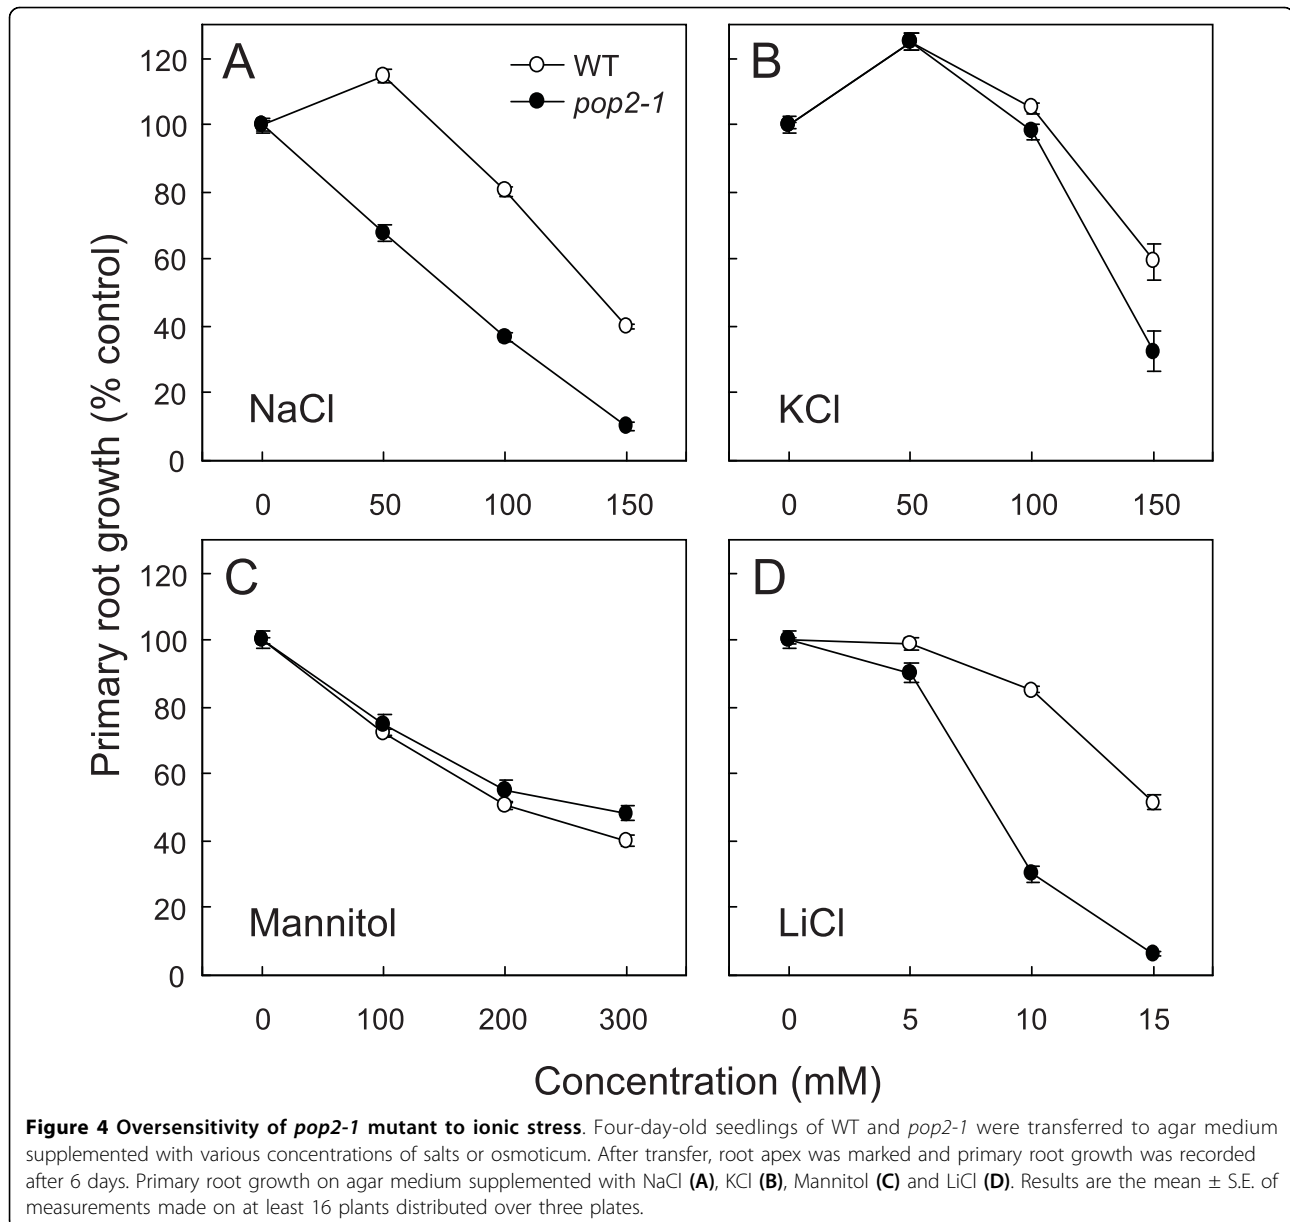 A
WT
pop2-1
120
100
80
60
40
20
0
NaCl
0 50 100 150
B
KCl
0 50 100 150
Primary root growth (% control)
C
120
100
80
60
40
20
0
Mannitol
0 100 200 300
D
LiCl
0 5 10 15
Concentration (mM)
Figure 4 Oversensitivity of pop2-1 mutant to ionic stress. Four-day-old seedlings of WT and pop2-1 were transferred to agar medium
supplemented with various concentrations of salts or osmoticum. After transfer, root apex was marked and primary root growth was recorded
after 6 days. Primary root growth on agar medium supplemented with NaCl (A), KCl (B), Mannitol (C) and LiCl (D). Results are the mean ± S.E. of
measurements made on at least 16 plants distributed over three plates.